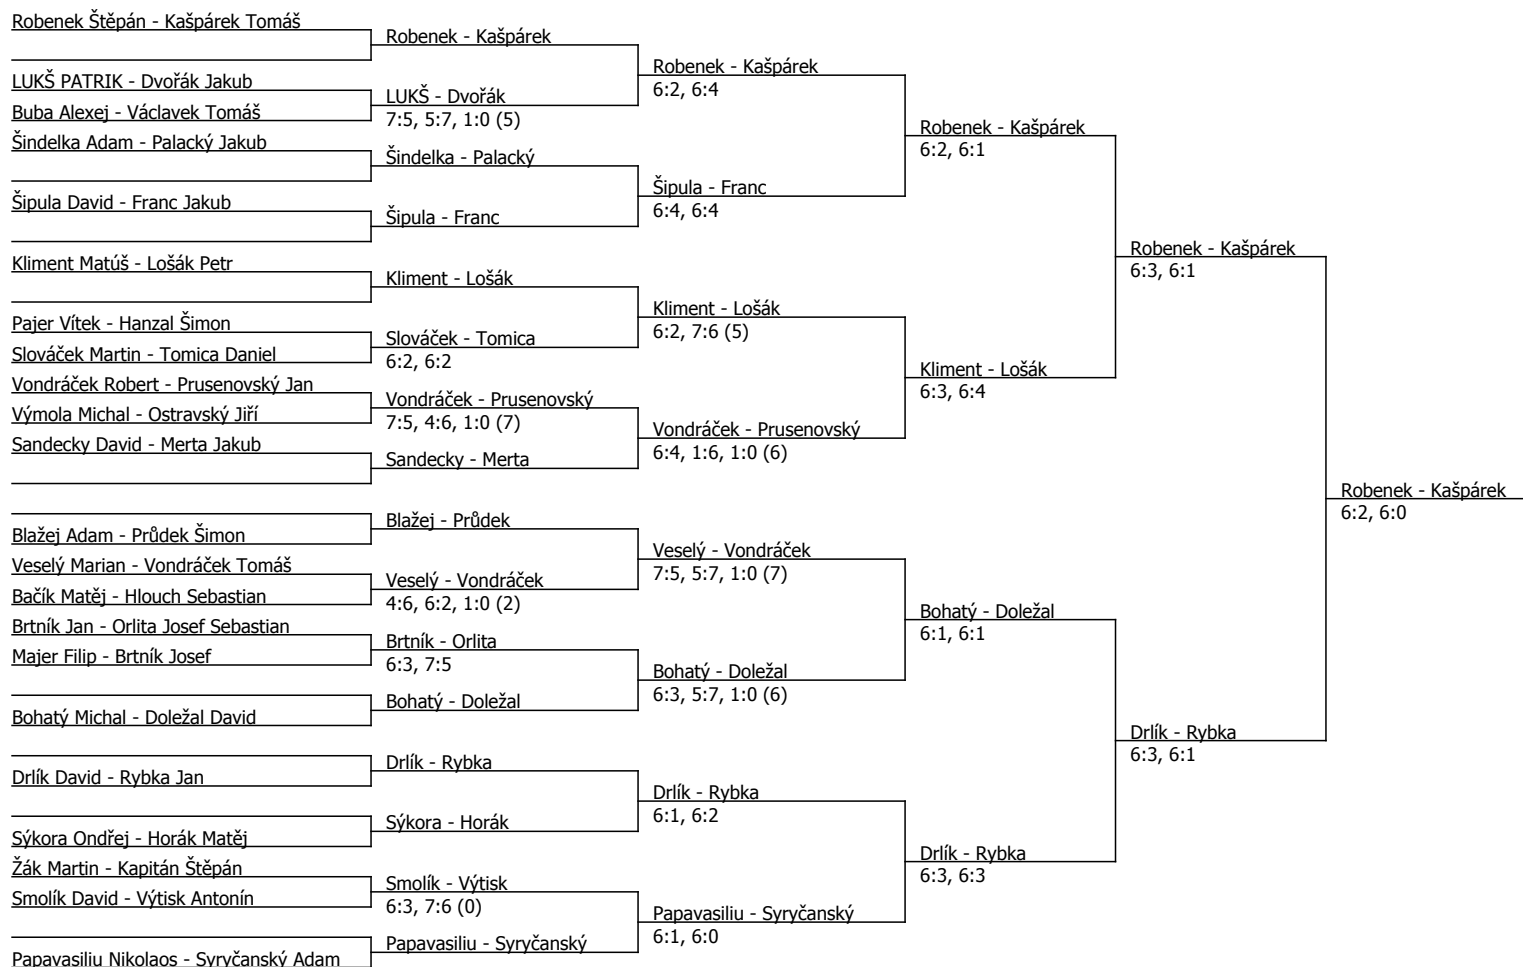 Robenek Štěpán - Kašpárek Tomáš
LUKŠ PATRIK - Dvořák Jakub
Buba Alexej - Václavek Tomáš
Šindelka Adam - Palacký Jakub
Šipula David - Franc Jakub
Kliment Matúš - Lošák Petr
Pajer Vítek - Hanzal Šimon
Slováček Martin - Tomica Daniel
Vondráček Robert - Prusenovský Jan
Výmola Michal - Ostravský Jiří
Sandecky David - Merta Jakub
Blažej Adam - Průdek Šimon
Veselý Marian - Vondráček Tomáš
Bačík Matěj - Hlouch Sebastian
Brtník Jan - Orlita Josef Sebastian
Majer Filip - Brtník Josef
Bohatý Michal - Doležal David
Drlík David - Rybka Jan
Sýkora Ondřej - Horák Matěj
Žák Martin - Kapitán Štěpán
Smolík David - Výtisk Antonín
Papavasiliu Nikolaos - Syryčanský Adam
Robenek - Kašpárek
LUKŠ - Dvořák
7:5, 5:7, 1:0 (5)
Šindelka - Palacký
Šipula - Franc
Kliment - Lošák
Slováček - Tomica
6:2, 6:2
Vondráček - Prusenovský
7:5, 4:6, 1:0 (7)
Sandecky - Merta
Blažej - Průdek
Veselý - Vondráček
4:6, 6:2, 1:0 (2)
Brtník - Orlita
6:3, 7:5
Bohatý - Doležal
Drlík - Rybka
Sýkora - Horák
Smolík - Výtisk
6:3, 7:6 (0)
Papavasiliu - Syryčanský
Robenek - Kašpárek
6:2, 6:4
Šipula - Franc
6:4, 6:4
Kliment - Lošák
6:2, 7:6 (5)
Vondráček - Prusenovský
6:4, 1:6, 1:0 (6)
Veselý - Vondráček
7:5, 5:7, 1:0 (7)
Bohatý - Doležal
6:3, 5:7, 1:0 (6)
Drlík - Rybka
6:1, 6:2
Papavasiliu - Syryčanský
6:1, 6:0
Robenek - Kašpárek
6:2, 6:1
Kliment - Lošák
6:3, 6:4
Bohatý - Doležal
6:1, 6:1
Drlík - Rybka
6:3, 6:3
Robenek - Kašpárek
6:3, 6:1
Drlík - Rybka
6:3, 6:1
Robenek - Kašpárek
6:2, 6:0